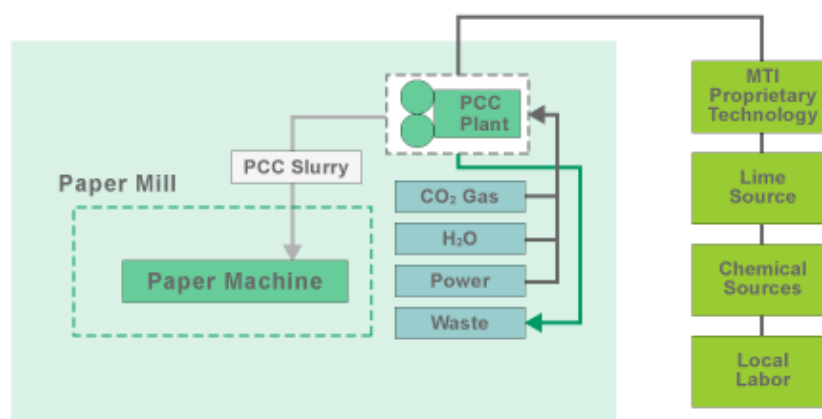 MTI
Proprietary
Technology
PCC
Plant
PCC Slurry
Paper Mill
Lime
Source
CO₂ Gas
H₂O
Paper Machine
Power
Chemical
Sources
Waste
Local
Labor